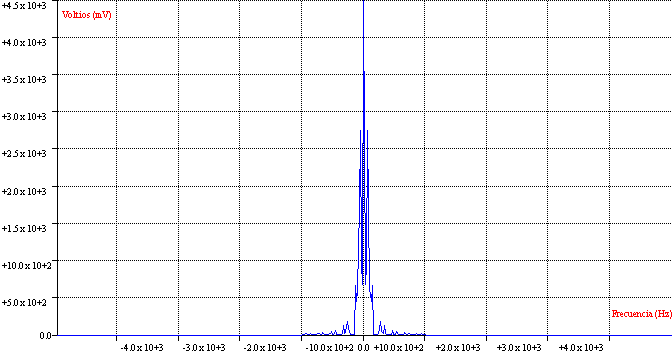 +4.5 x 10+3
Voltios (mV)
+4.0 x 10+3
+3.5 x 10+3
+3.0 x 10+3
+2.5 x 10+3
+2.0 x 10+3
+1.5 x 10+3
+10.0 x 10+2
+5.0 x 10+2
Frecuencia (Hz)
0.0
-4.0 x 10+3 -3.0 x 10+3 -2.0 x 10+3 -10.0 x 10+2 0.0 +10.0 x 10+2 +2.0 x 10+3 +3.0 x 10+3 +4.0 x 10+3